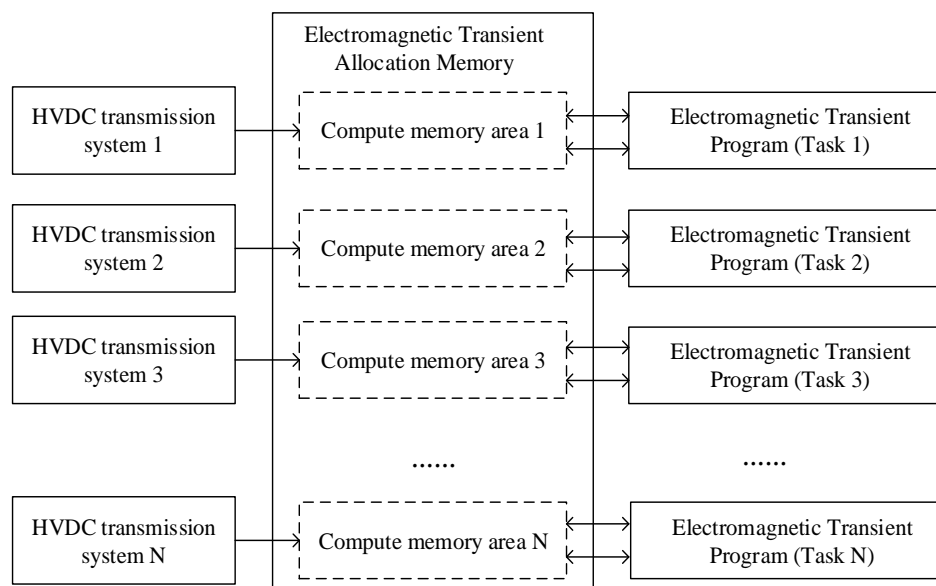 Electromagnetic Transient
Allocation Memory
HVDC transmission
system 1
Compute memory area 1
Electromagnetic Transient
Program (Task 1)
HVDC transmission
system 2
Compute memory area 2
Electromagnetic Transient
Program (Task 2)
HVDC transmission
system 3
Compute memory area 3
Electromagnetic Transient
Program (Task 3)
......
......
HVDC transmission
system N
Compute memory area N
Electromagnetic Transient
Program (Task N)